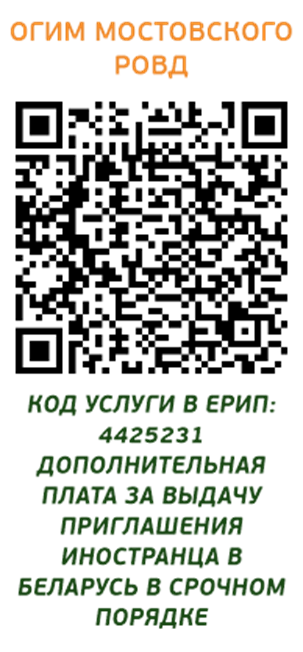 ОГИМ МОСТОВСКОГО
РОВД
КОД УСЛУГИ В ЕРИП:
4425231
ДОПОЛНИТЕЛЬНАЯ
ПЛАТА ЗА ВЫДАЧУ
ПРИГЛАШЕНИЯ
ИНОСТРАНЦА В
БЕЛАРУСЬ В СРОЧНОМ
ПОРЯДКЕ